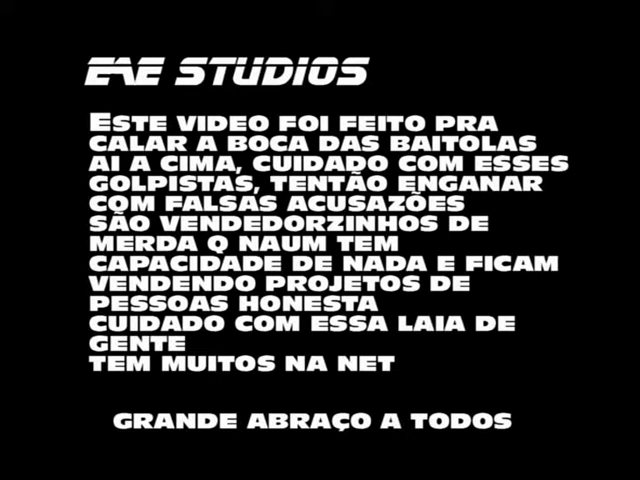 EAE STUDIOS
ESTE VIDEO FOI FEITO PRA
CALAR A BOCA DAS BAITOLAS
AI A CIMA, CUIDADO COM ESSES
GOLPISTAS, TENTÃO ENGANAR
COM FALSAS ACUSAZÕES
SÃO VENDEDORZINHOS DE
MERDA Q NAUM TEM
CAPACIDADE DE NADA E FICAM
VENDENDO PROJETOS DE
PESSOAS HONESTA
CUIDADO COM ESSA LAIA DE
GENTE
TEM MUITOS NA NET
GRANDE ABRAÇO A TODOS